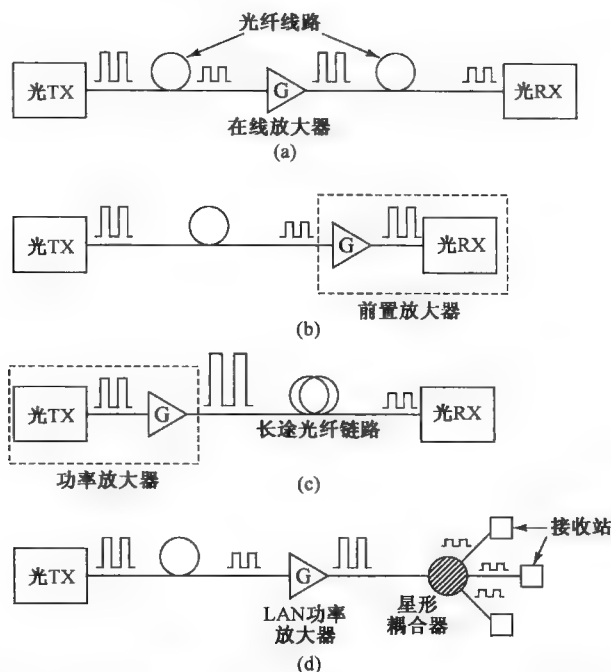 光纤线路
光TX
G
光RX
在线放大器
(a)
光TX
G
光RX
前置放大器
(b)
光TX
G
光RX
长途光纤链路
功率放大器
(c)
接收站
光TX
G
LAN功率
放大器
星形
耦合器
(d)